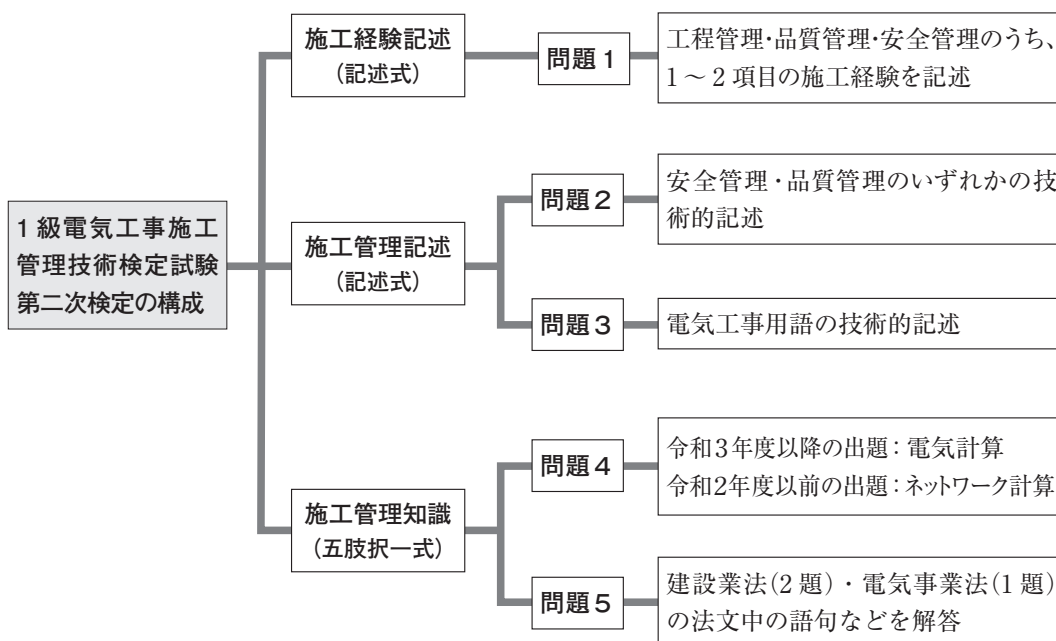 1級電気工事施工
管理技術検定試験
第二次検定の構成
施工経験記述
(記述式)
問題1
工程管理・品質管理・安全管理のうち、
1～2項目の施工経験を記述
施工管理記述
(記述式)
問題2
安全管理・品質管理のいずれかの技
術的記述
問題3
電気工事用語の技術的記述
施工管理知識
(五肢択一式)
問題4
令和3年度以降の出題：電気計算
令和2年度以前の出題：ネットワーク計算
問題5
建設業法(2題)・電気事業法(1題)
の法文中の語句などを解答